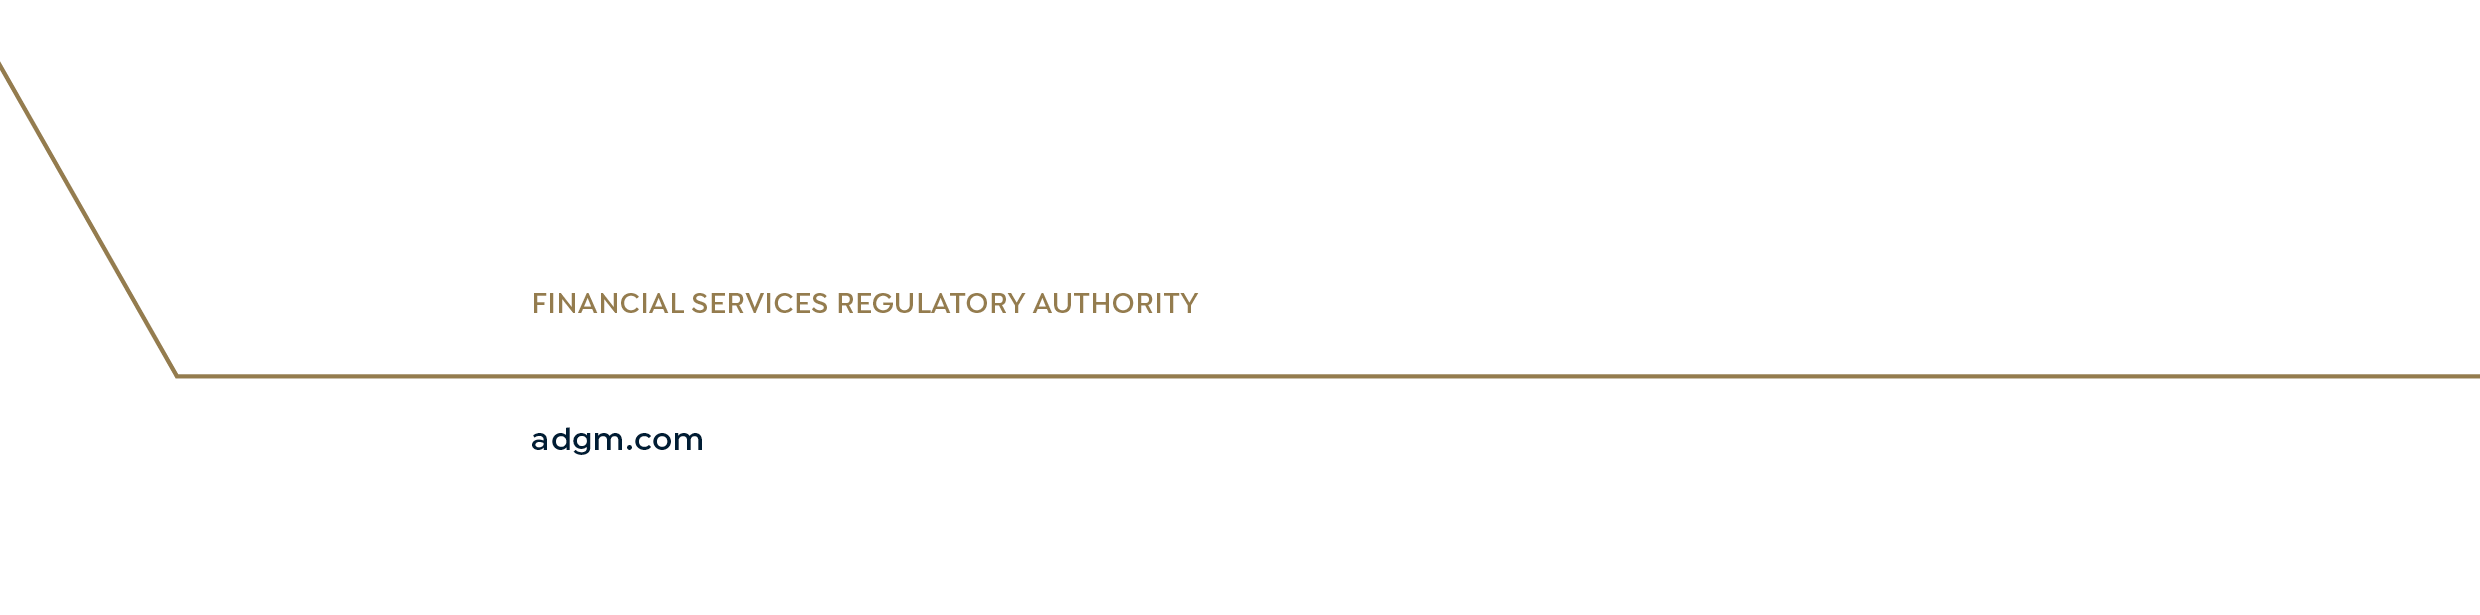 FINANCIAL SERVICES REGULATORY AUTHORITY
adgm.com